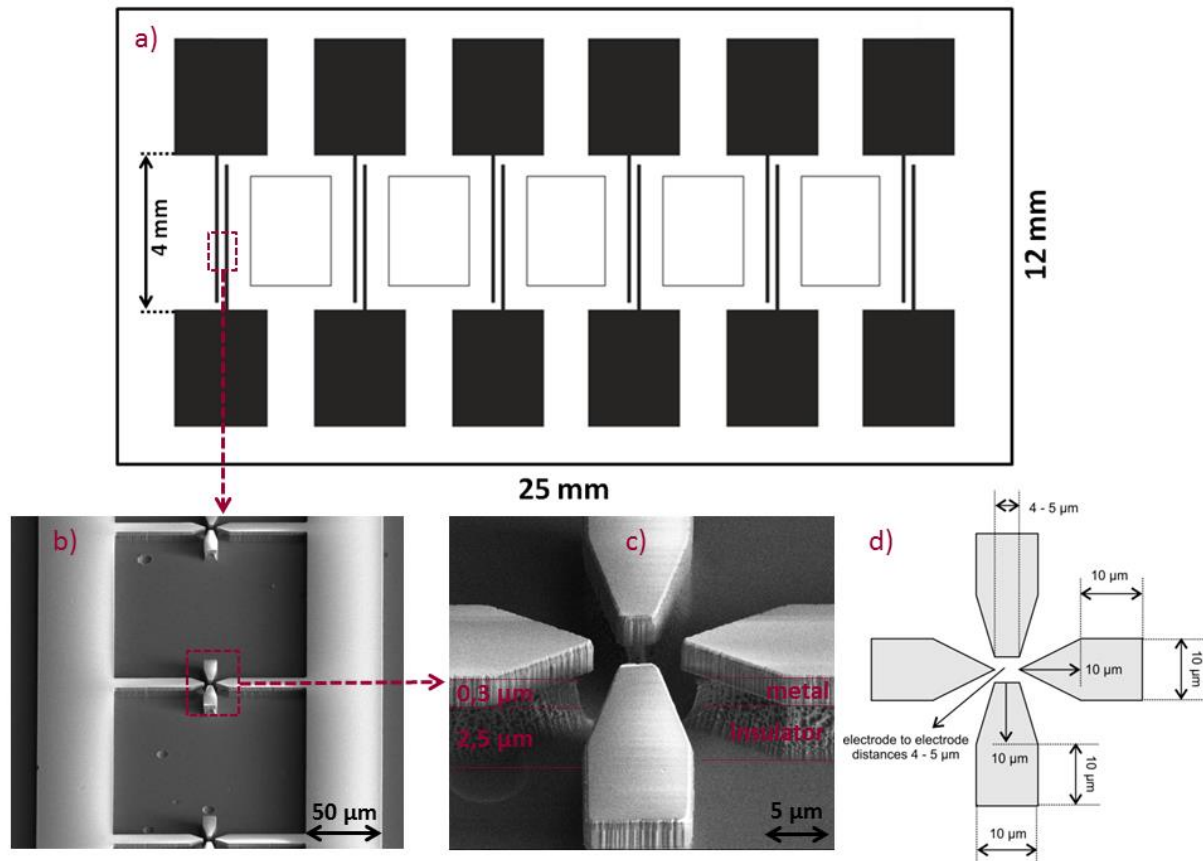 a)
4 mm
12 mm
25 mm
b)
50 µm
c)
0,3 µm
metal
2,5 µm
insulator
5 µm
d)
4 - 5 µm
10 µm
10 µm
10 µm
electrode to electrode
distances 4 - 5 µm
10 µm
10 µm
10 µm